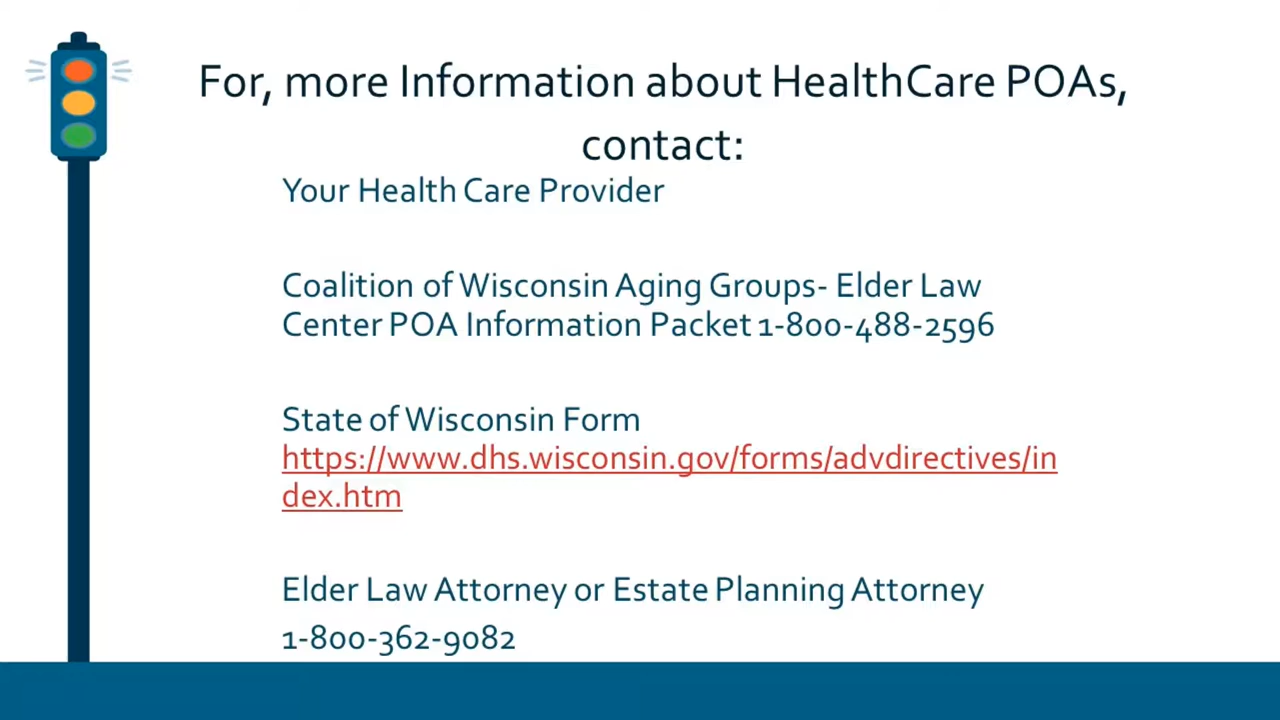 For, more Information about HealthCare POAs,
contact:
Your Health Care Provider
Coalition of Wisconsin Aging Groups- Elder Law
Center POA Information Packet 1-800-488-2596
State of Wisconsin Form
https://www.dhs.wisconsin.gov/forms/advdirectives/in
dex.htm
Elder Law Attorney or Estate Planning Attorney
1-800-362-9082